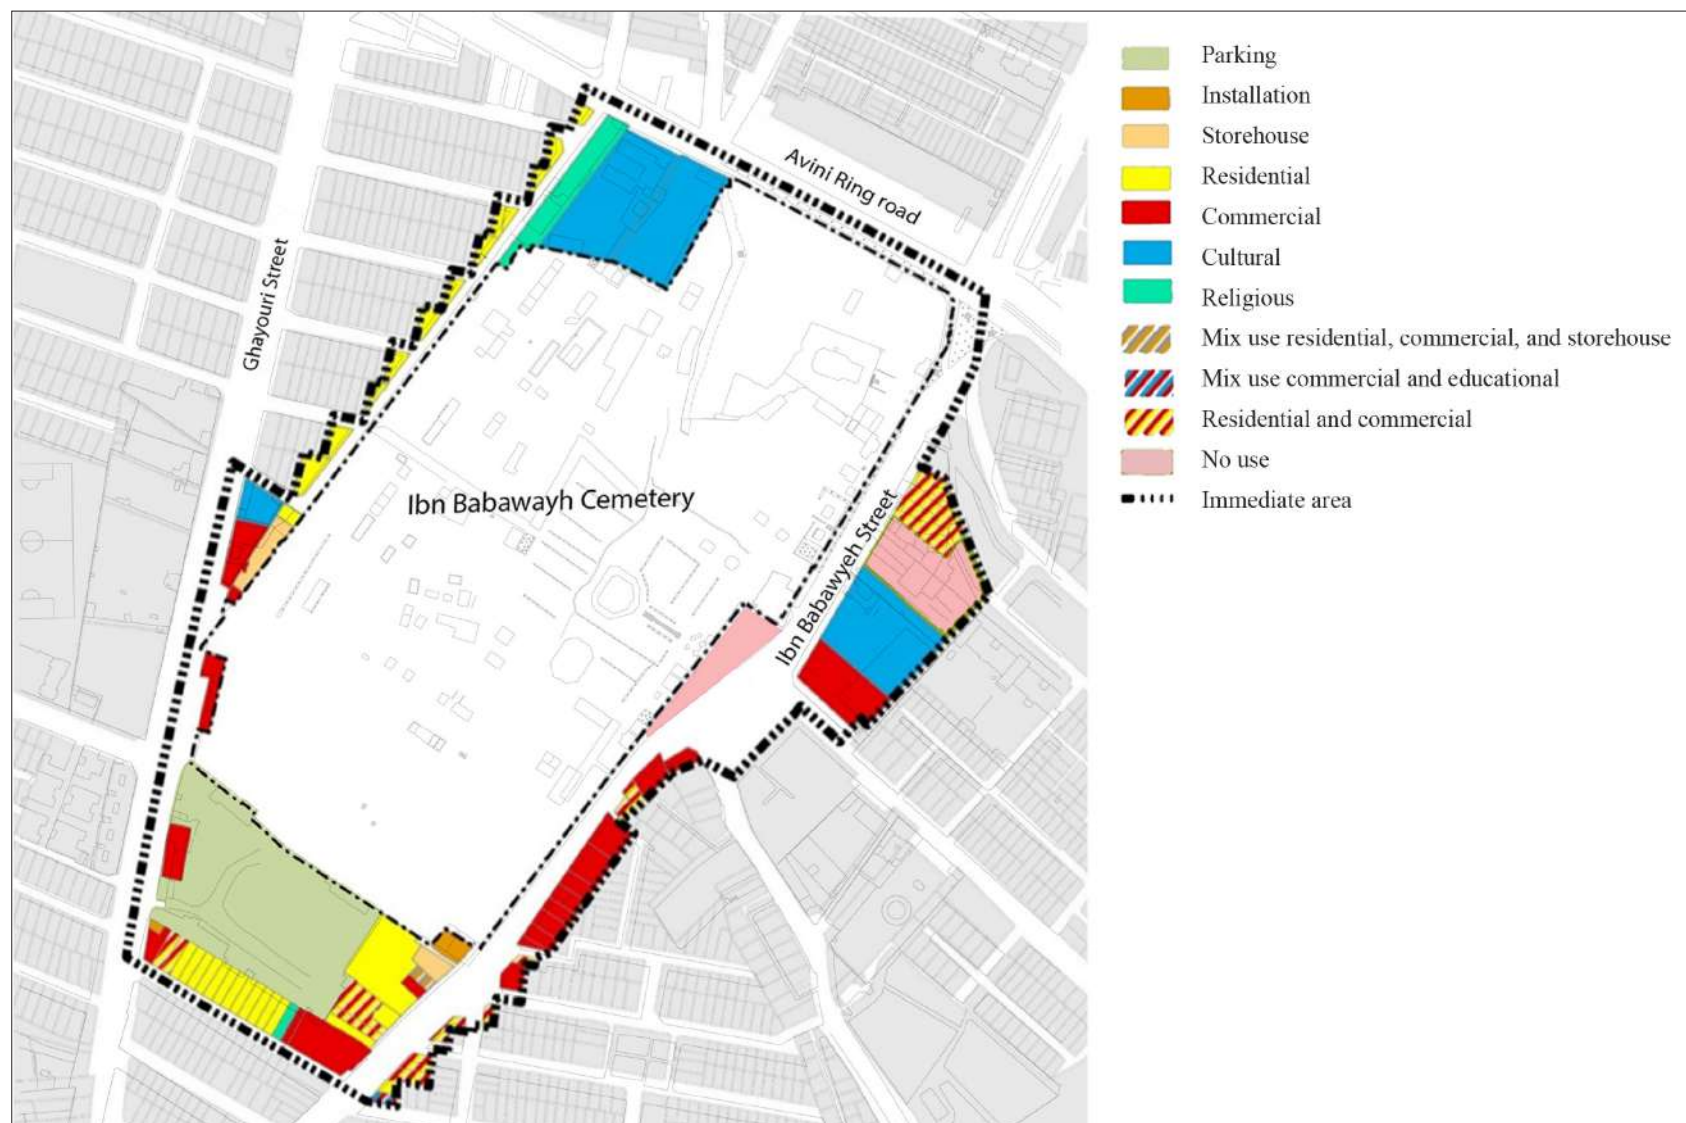 Parking
Installation
Storehouse
Residential
Commercial
Cultural
Religious
Mix use residential, commercial, and storehouse
Mix use commercial and educational
Residential and commercial
No use
Immediate area
Avini Ring road
Ghayouri Street
Ibn Babawayh Cemetery
Ibn Babawyeh Street